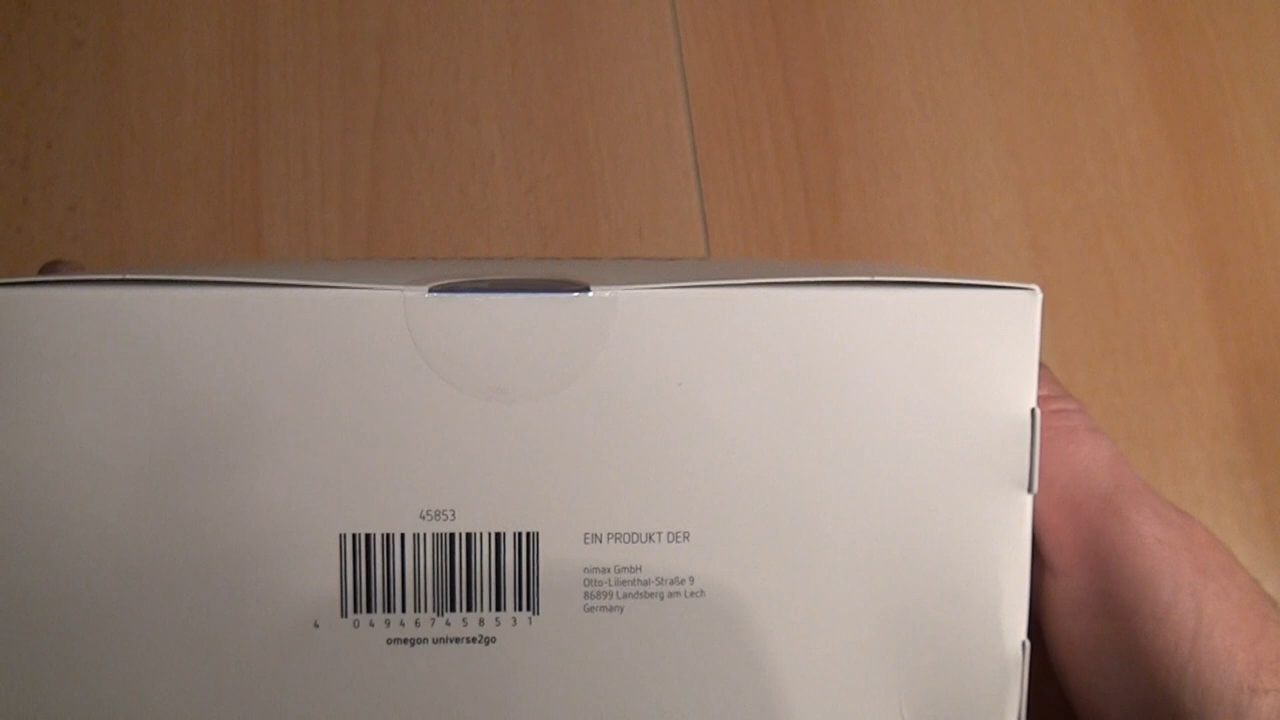 45853
4 049467 458531
omegon universe2go
EIN PRODUKT DER
nimax GmbH
Otto-Lilienthal-Straße 9
86899 Landsberg am Lech
Germany